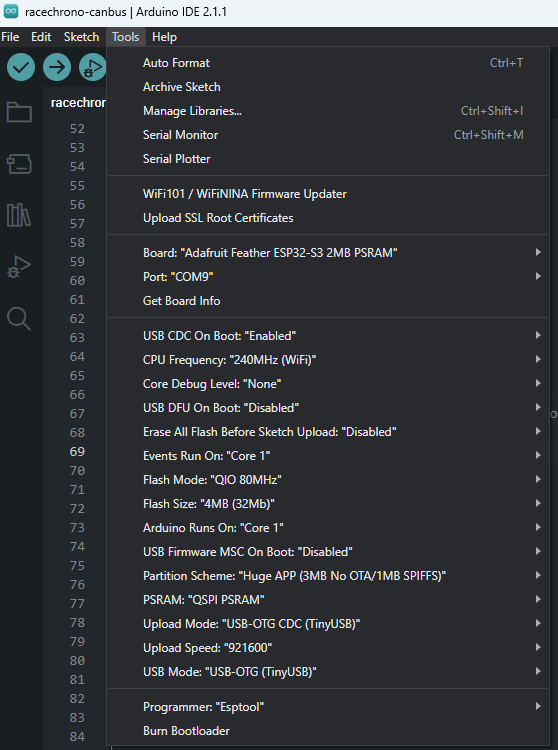 racechrono-canbus | Arduino IDE 2.1.1
File Edit Sketch Tools Help
Auto Format Ctrl+T
Archive Sketch
Manage Libraries... Ctrl+Shift+I
Serial Monitor Ctrl+Shift+M
Serial Plotter
WiFi101 / WiFiNINA Firmware Updater
Upload SSL Root Certificates
Board: "Adafruit Feather ESP32-S3 2MB PSRAM"
Port: "COM9"
Get Board Info
USB CDC On Boot: "Enabled"
CPU Frequency: "240MHz (WiFi)"
Core Debug Level: "None"
USB DFU On Boot: "Disabled"
Erase All Flash Before Sketch Upload: "Disabled"
Events Run On: "Core 1"
Flash Mode: "QIO 80MHz"
Flash Size: "4MB (32Mb)"
Arduino Runs On: "Core 1"
USB Firmware MSC On Boot: "Disabled"
Partition Scheme: "Huge APP (3MB No OTA/1MB SPIFFS)"
PSRAM: "QSPI PSRAM"
Upload Mode: "USB-OTG CDC (TinyUSB)"
Upload Speed: "921600"
USB Mode: "USB-OTG (TinyUSB)"
Programmer: "Esptool"
Burn Bootloader
racechron
52
53
54
55
56
57
58
59
60
61
62
63
64
65
66
67
68
69
70
71
72
73
74
75
76
77
78
79
80
81
82
83
84